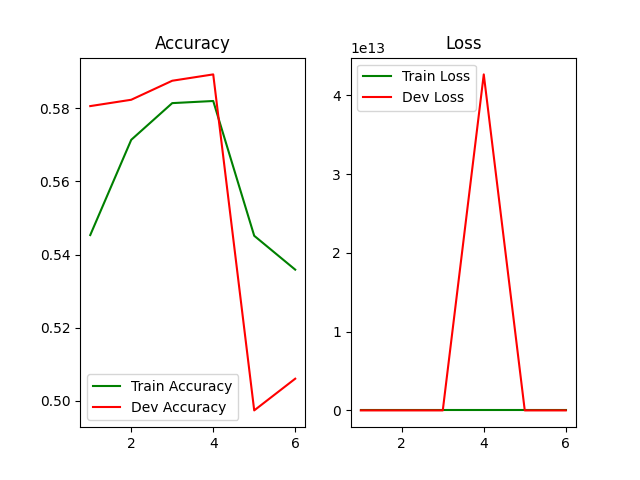 Accuracy
0.58
0.56
0.54
0.52
0.50
Train Accuracy
Dev Accuracy
2
4
6
Loss
1e13
Train Loss
Dev Loss
4
3
2
1
0
2
4
6